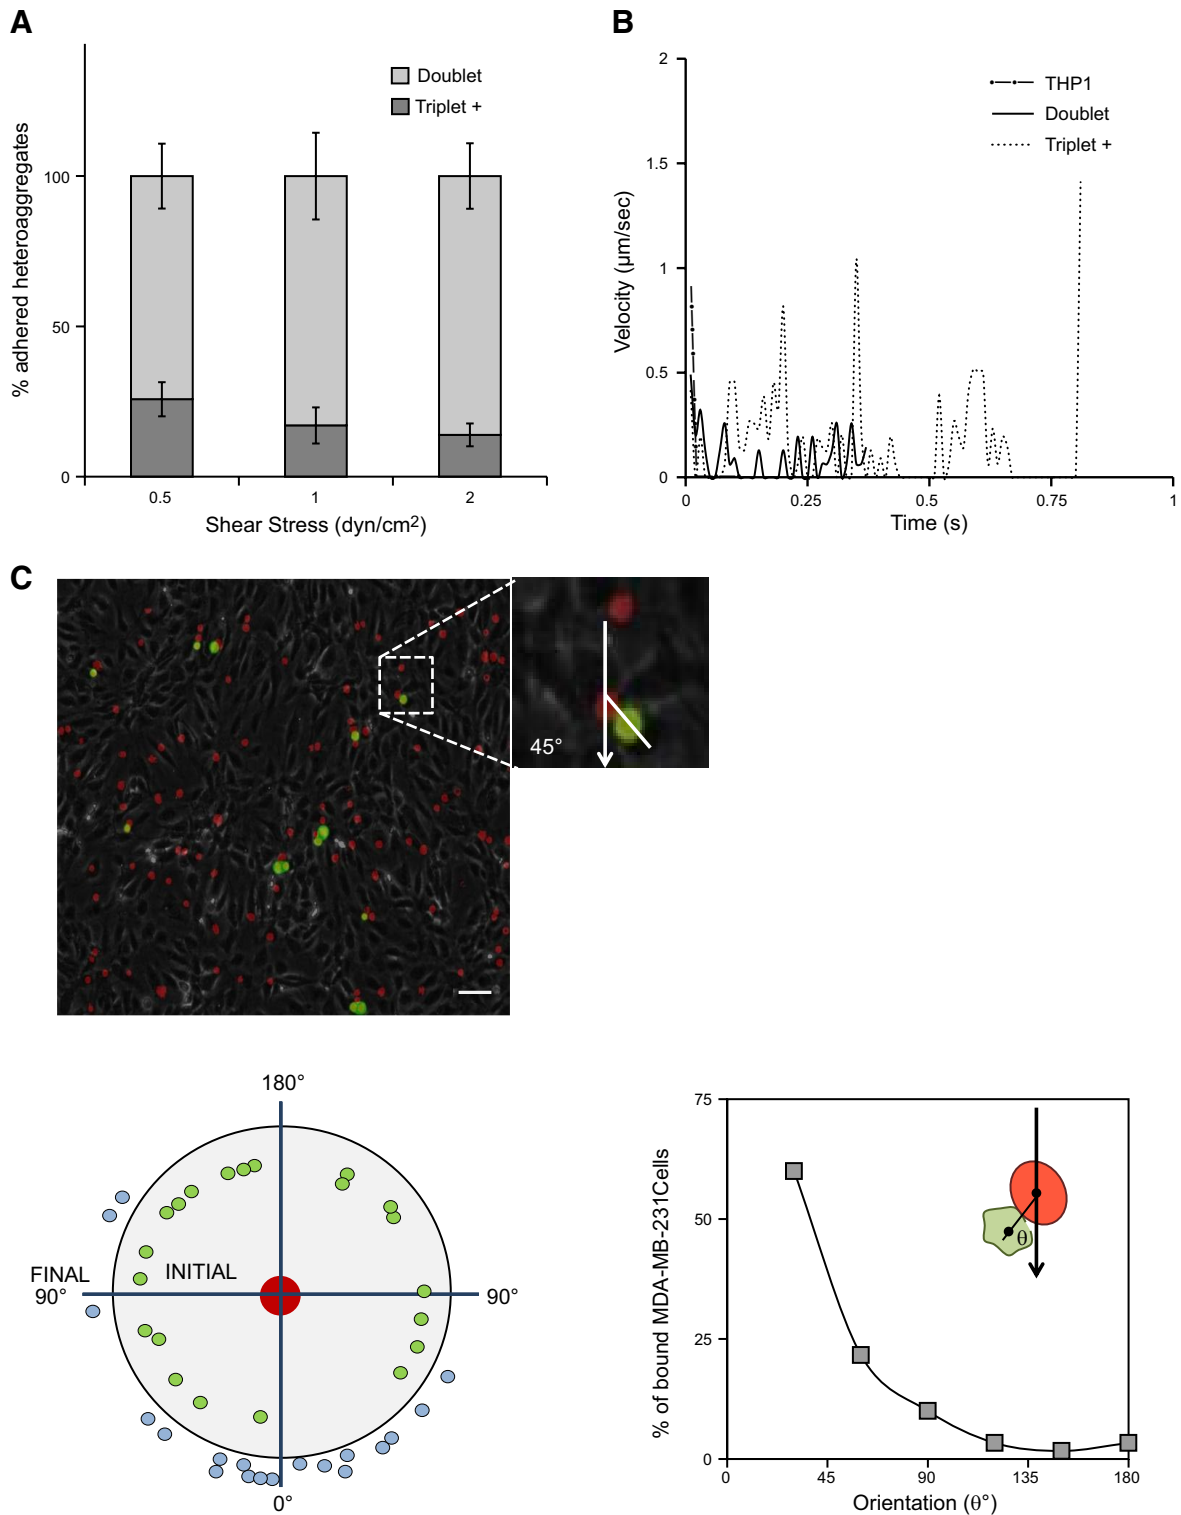 A
Doublet
Triplet +
% adhered heteroaggregates
100
50
0
0.5 1 2
Shear Stress (dyn/cm2)
B
THP1
Doublet
Triplet +
Velocity (µm/sec)
2
1.5
1
0.5
0
0 0.25 0.5 0.75 1
Time (s)
C
45°
180°
FINAL
90°
INITIAL
90°
0°
% of bound MDA-MB-231Cells
75
50
25
0
θ
0 45 90 135 180
Orientation (θ°)